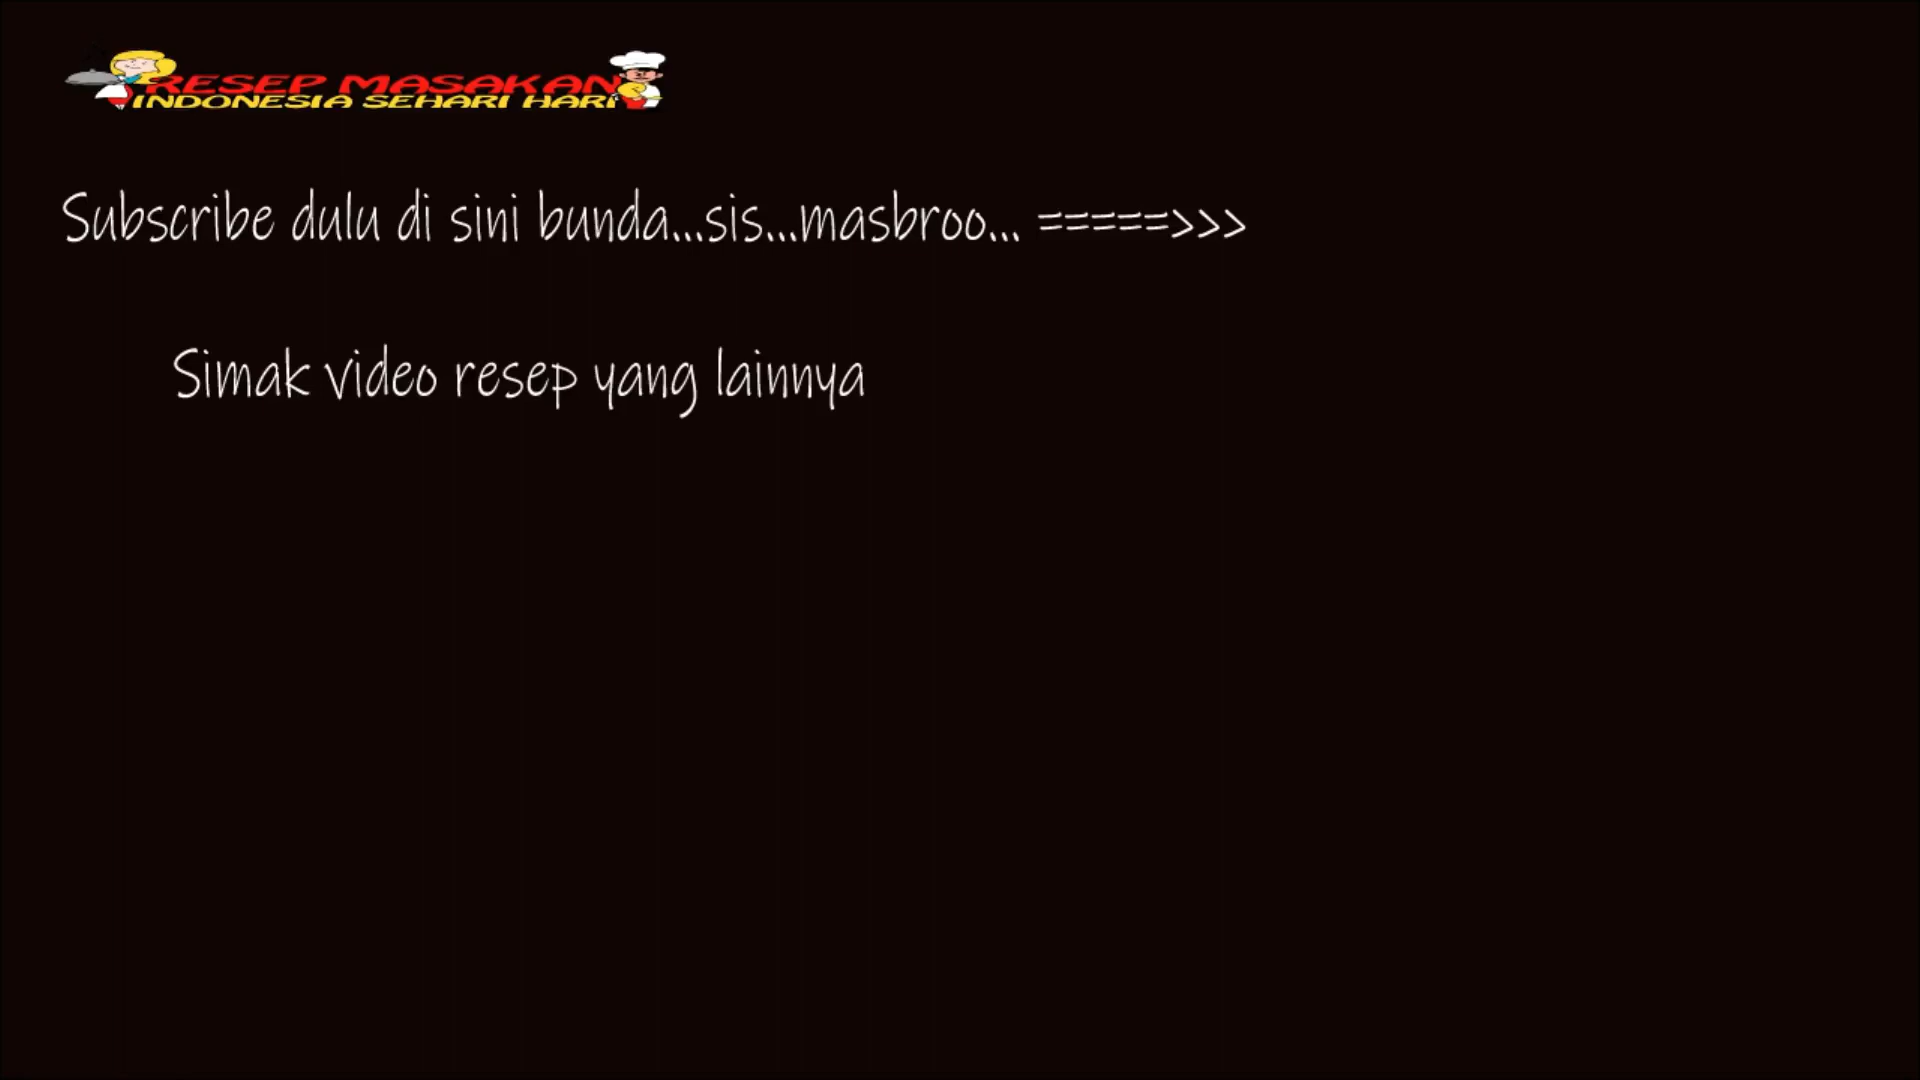 RESEP MASAKAN
INDONESIA SEHARI HARI
Subscribe dulu di sini bunda...sis...masbroo... =====>>>
Simak video resep yang lainnya